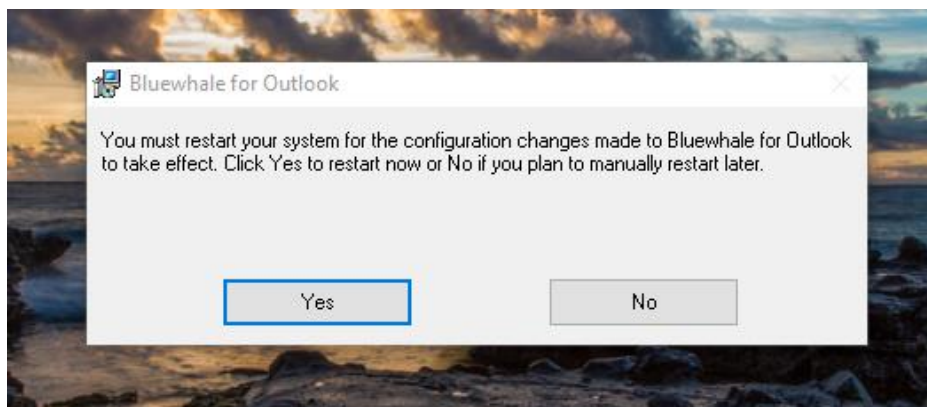 Bluewhale for Outlook
You must restart your system for the configuration changes made to Bluewhale for Outlook
to take effect. Click Yes to restart now or No if you plan to manually restart later.
Yes
No